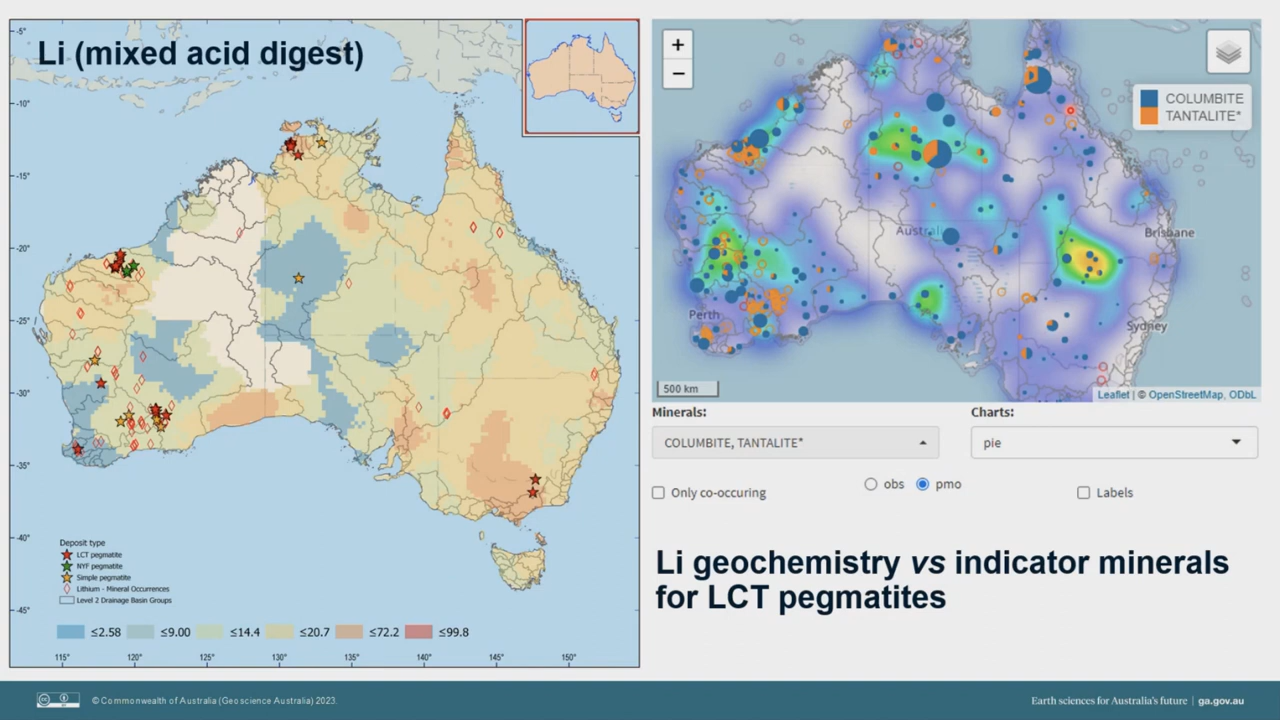 Li (mixed acid digest)
-5°
-10°
-15°
-20°
-25°
-30°
-35°
-40°
-45°
Deposit type
LCT pegmatite
NYF pegmatite
Simple pegmatite
Lithium - Mineral Occurrences
Level 2 Drainage Basin Groups
≤2.58 ≤9.00 ≤14.4 ≤20.7 ≤72.2 ≤99.8
115° 120° 125° 130° 135° 140° 145° 150°
+
−
COLUMBITE
TANTALITE*
Australia
Brisbane
Perth
Sydney
500 km
Leaflet | © OpenStreetMap, ODbL
Minerals: Charts:
COLUMBITE, TANTALITE* pie
Only co-occuring obs pmo Labels
Li geochemistry vs indicator minerals
for LCT pegmatites
© Commonwealth of Australia (Geoscience Australia) 2023.
Earth sciences for Australia's future | ga.gov.au